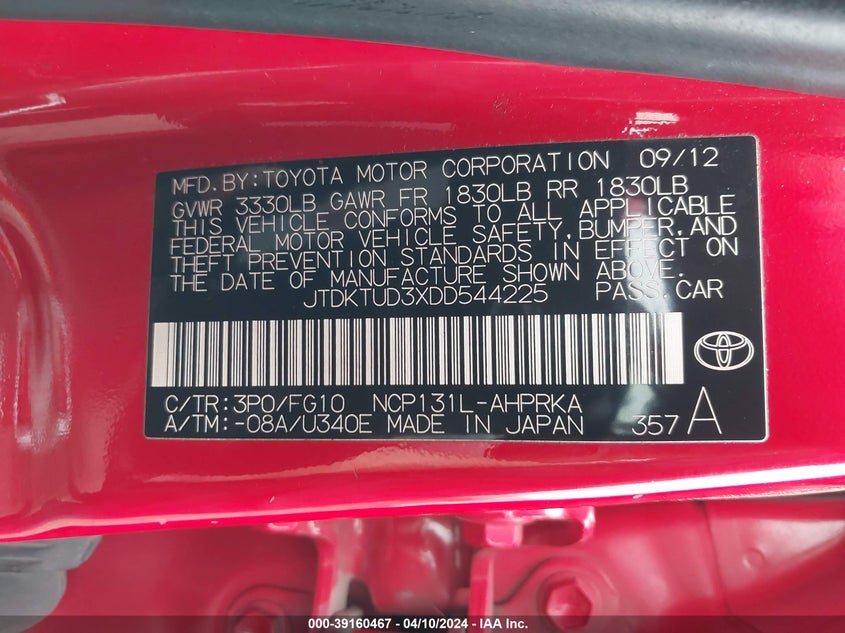 MFD. BY: TOYOTA MOTOR CORPORATION 09/12
GVWR 3330LB GAWR FR 1830LB RR 1830LB
THIS VEHICLE CONFORMS TO ALL APPLICABLE
FEDERAL MOTOR VEHICLE SAFETY, BUMPER, AND
THEFT PREVENTION STANDARDS IN EFFECT ON
THE DATE OF MANUFACTURE SHOWN ABOVE.
JTDKTUD3XDD544225 PASS. CAR
C/TR: 3P0/FG10 NCP131L-AHPRKA
A/TM: -08A/U340E MADE IN JAPAN 357 A
000-39160467 - 04/10/2024 - IAA Inc.